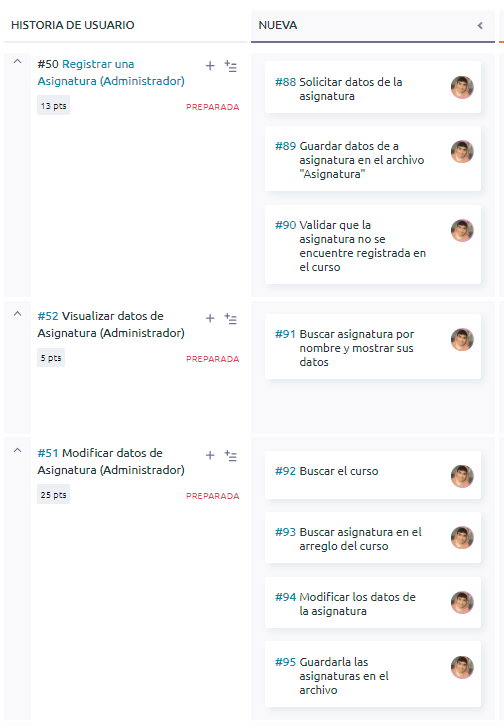 HISTORIA DE USUARIO
NUEVA
#50 Registrar una
Asignatura (Administrador)
13 pts
PREPARADA
#88 Solicitar datos de la
asignatura
#89 Guardar datos de a
asignatura en el archivo
"Asignatura"
#90 Validar que la
asignatura no se
encuentre registrada en
el curso
#52 Visualizar datos de
Asignatura (Administrador)
5 pts
PREPARADA
#91 Buscar asignatura por
nombre y mostrar sus
datos
#51 Modificar datos de
Asignatura (Administrador)
25 pts
PREPARADA
#92 Buscar el curso
#93 Buscar asignatura en el
arreglo del curso
#94 Modificar los datos de
la asignatura
#95 Guardarla las
asignaturas en el
archivo